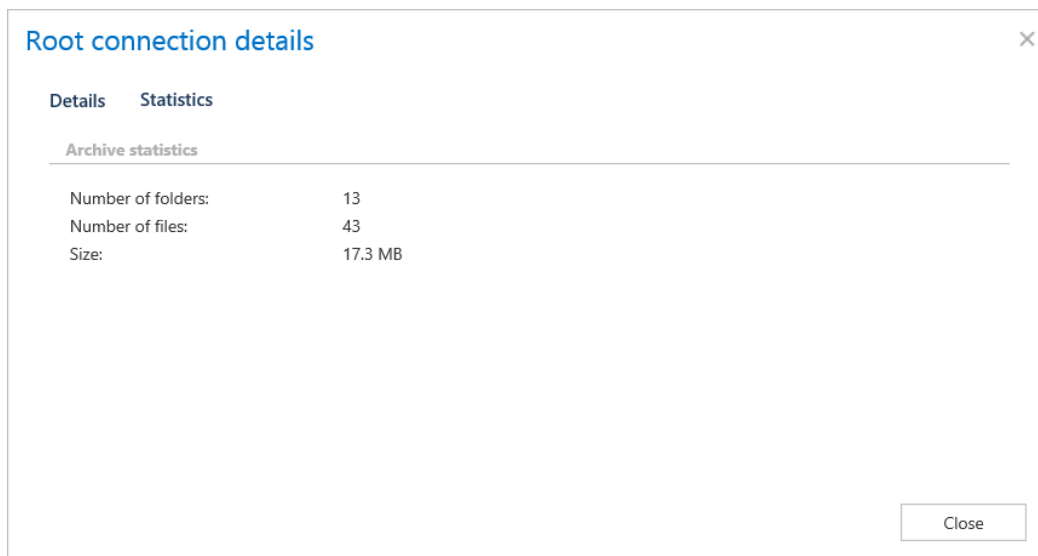 Root connection details
Details Statistics
Archive statistics
Number of folders: 13
Number of files: 43
Size: 17.3 MB
Close